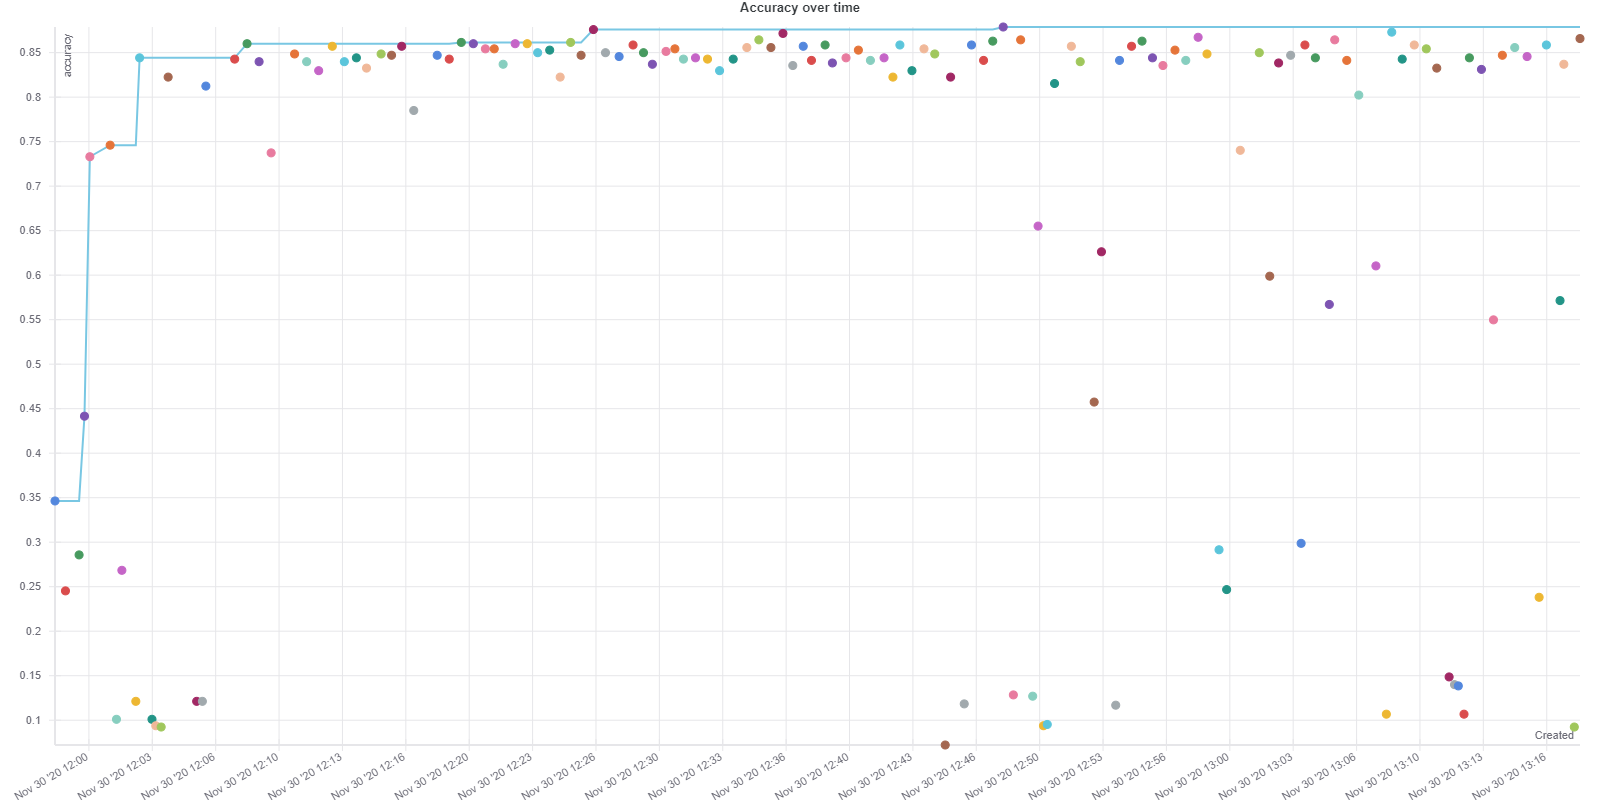 Accuracy over time
accuracy
0.85
0.8
0.75
0.7
0.65
0.6
0.55
0.5
0.45
0.4
0.35
0.3
0.25
0.2
0.15
0.1
Created
Nov 30 '20 12:00
Nov 30 '20 12:03
Nov 30 '20 12:06
Nov 30 '20 12:10
Nov 30 '20 12:13
Nov 30 '20 12:16
Nov 30 '20 12:20
Nov 30 '20 12:23
Nov 30 '20 12:26
Nov 30 '20 12:30
Nov 30 '20 12:33
Nov 30 '20 12:36
Nov 30 '20 12:40
Nov 30 '20 12:43
Nov 30 '20 12:46
Nov 30 '20 12:50
Nov 30 '20 12:53
Nov 30 '20 12:56
Nov 30 '20 13:00
Nov 30 '20 13:03
Nov 30 '20 13:06
Nov 30 '20 13:10
Nov 30 '20 13:13
Nov 30 '20 13:16